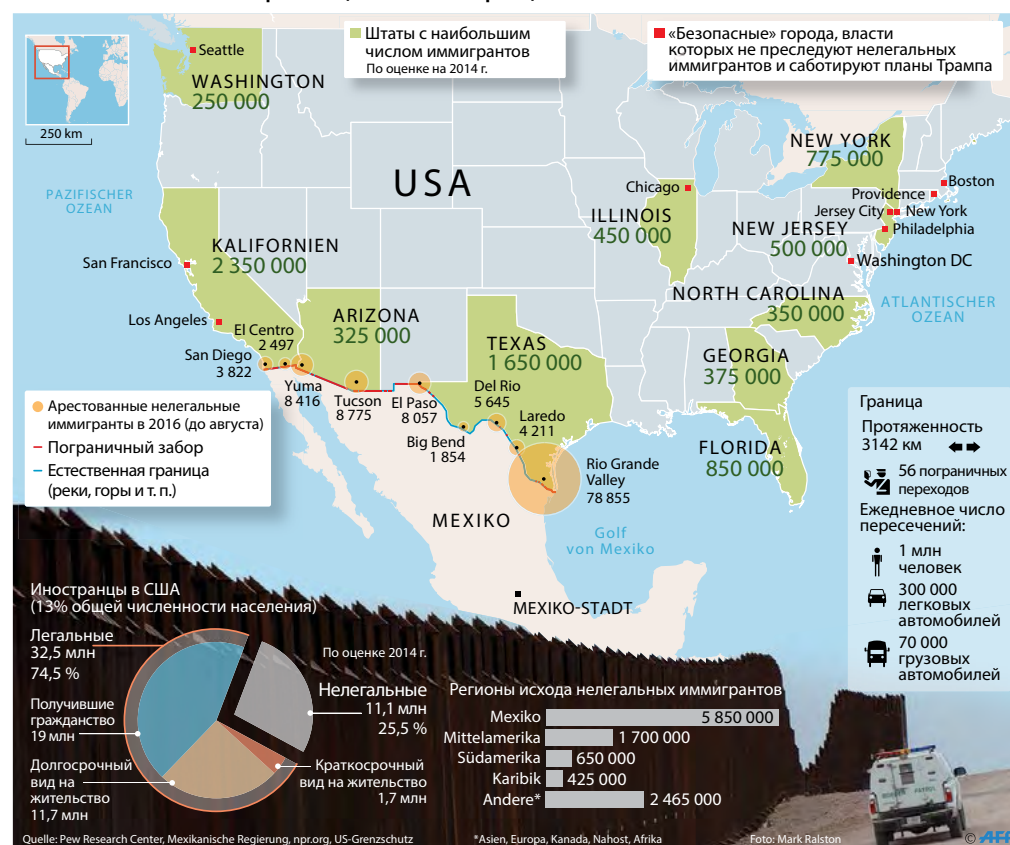 Штаты с наибольшим
числом иммигрантов
По оценке на 2014 г.
«Безопасные» города, власти
которых не преследуют нелегальных
иммигрантов и саботируют планы Трампа
250 km
Seattle
WASHINGTON
250 000
USA
PAZIFISCHER
OZEAN
NEW YORK
775 000
Boston
Providence
Jersey City
New York
Philadelphia
Chicago
ILLINOIS
450 000
NEW JERSEY
500 000
Washington DC
KALIFORNIEN
2 350 000
San Francisco
Los Angeles
NORTH CAROLINA
350 000
ATLANTISCHER
OZEAN
ARIZONA
325 000
TEXAS
1 650 000
GEORGIA
375 000
FLORIDA
850 000
El Centro
2 497
San Diego
3 822
Yuma
8 416
Tucson
8 775
El Paso
8 057
Big Bend
1 854
Del Rio
5 645
Laredo
4 211
Rio Grande
Valley
78 855
MEXIKO
Golf
von Mexiko
MEXIKO-STADT
Арестованные нелегальные
иммигранты в 2016 (до августа)
Пограничный забор
Естественная граница
(реки, горы и т. п.)
Граница
Протяженность
3142 км
56 пограничных
переходов
Ежедневное число
пересечений:
1 млн
человек
300 000
легковых
автомобилей
70 000
грузовых
автомобилей
Иностранцы в США
(13% общей численности населения)
Легальные
32,5 млн
74,5 %
По оценке 2014 г.
Нелегальные
11,1 млн
25,5 %
Получившие
гражданство
19 млн
Долгосрочный
вид на
жительство
11,7 млн
Краткосрочный
вид на жительство
1,7 млн
Регионы исхода нелегальных иммигрантов
Mexiko 5 850 000
Mittelamerika 1 700 000
Südamerika 650 000
Karibik 425 000
Andere* 2 465 000
BORDER PATROL
Quelle: Pew Research Center, Mexikanische Regierung, npr.org, US-Grenzschutz
*Asien, Europa, Kanada, Nahost, Afrika
Foto: Mark Ralston
© AFP